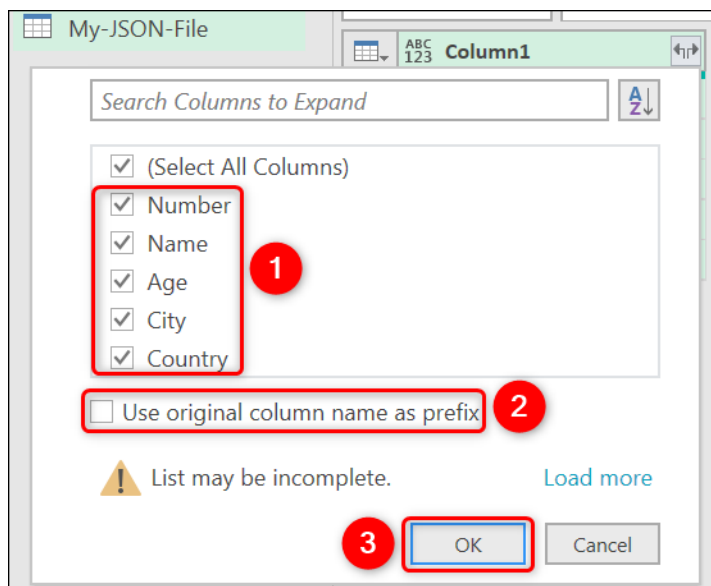 My-JSON-File
ABC
123 Column1
Search Columns to Expand
A
Z
(Select All Columns)
Number
Name
1
Age
City
Country
Use original column name as prefix
2
List may be incomplete. Load more
3 OK Cancel